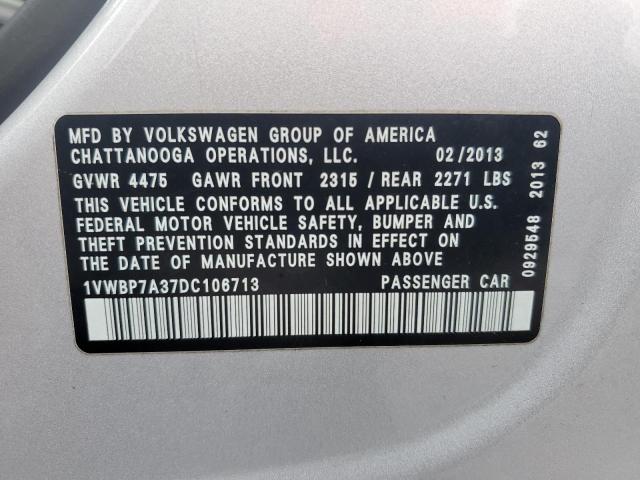 MFD BY VOLKSWAGEN GROUP OF AMERICA
CHATTANOOGA OPERATIONS, LLC. 02/2013
GVWR 4475 GAWR FRONT 2315 / REAR 2271 LBS
THIS VEHICLE CONFORMS TO ALL APPLICABLE U.S.
FEDERAL MOTOR VEHICLE SAFETY, BUMPER AND
THEFT PREVENTION STANDARDS IN EFFECT ON
THE DATE OF MANUFACTURE SHOWN ABOVE
1VWBP7A37DC106713 PASSENGER CAR
0929548 2013 62